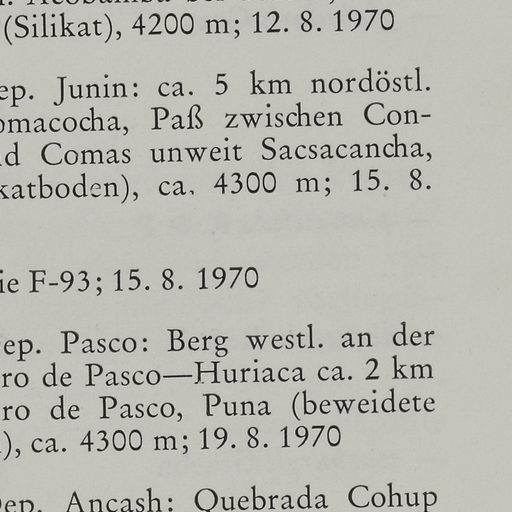 (Silikat), 4200 m; 12. 8. 1970
ep. Junin: ca. 5 km nordöstl.
omacocha, Paß zwischen Con-
d Comas unweit Sacsacancha,
katboden), ca. 4300 m; 15. 8.
ie F-93; 15. 8. 1970
ep. Pasco: Berg westl. an der
ro de Pasco—Huriaca ca. 2 km
ro de Pasco, Puna (beweidete
), ca. 4300 m; 19. 8. 1970
ep. Ancash: Quebrada Cohup